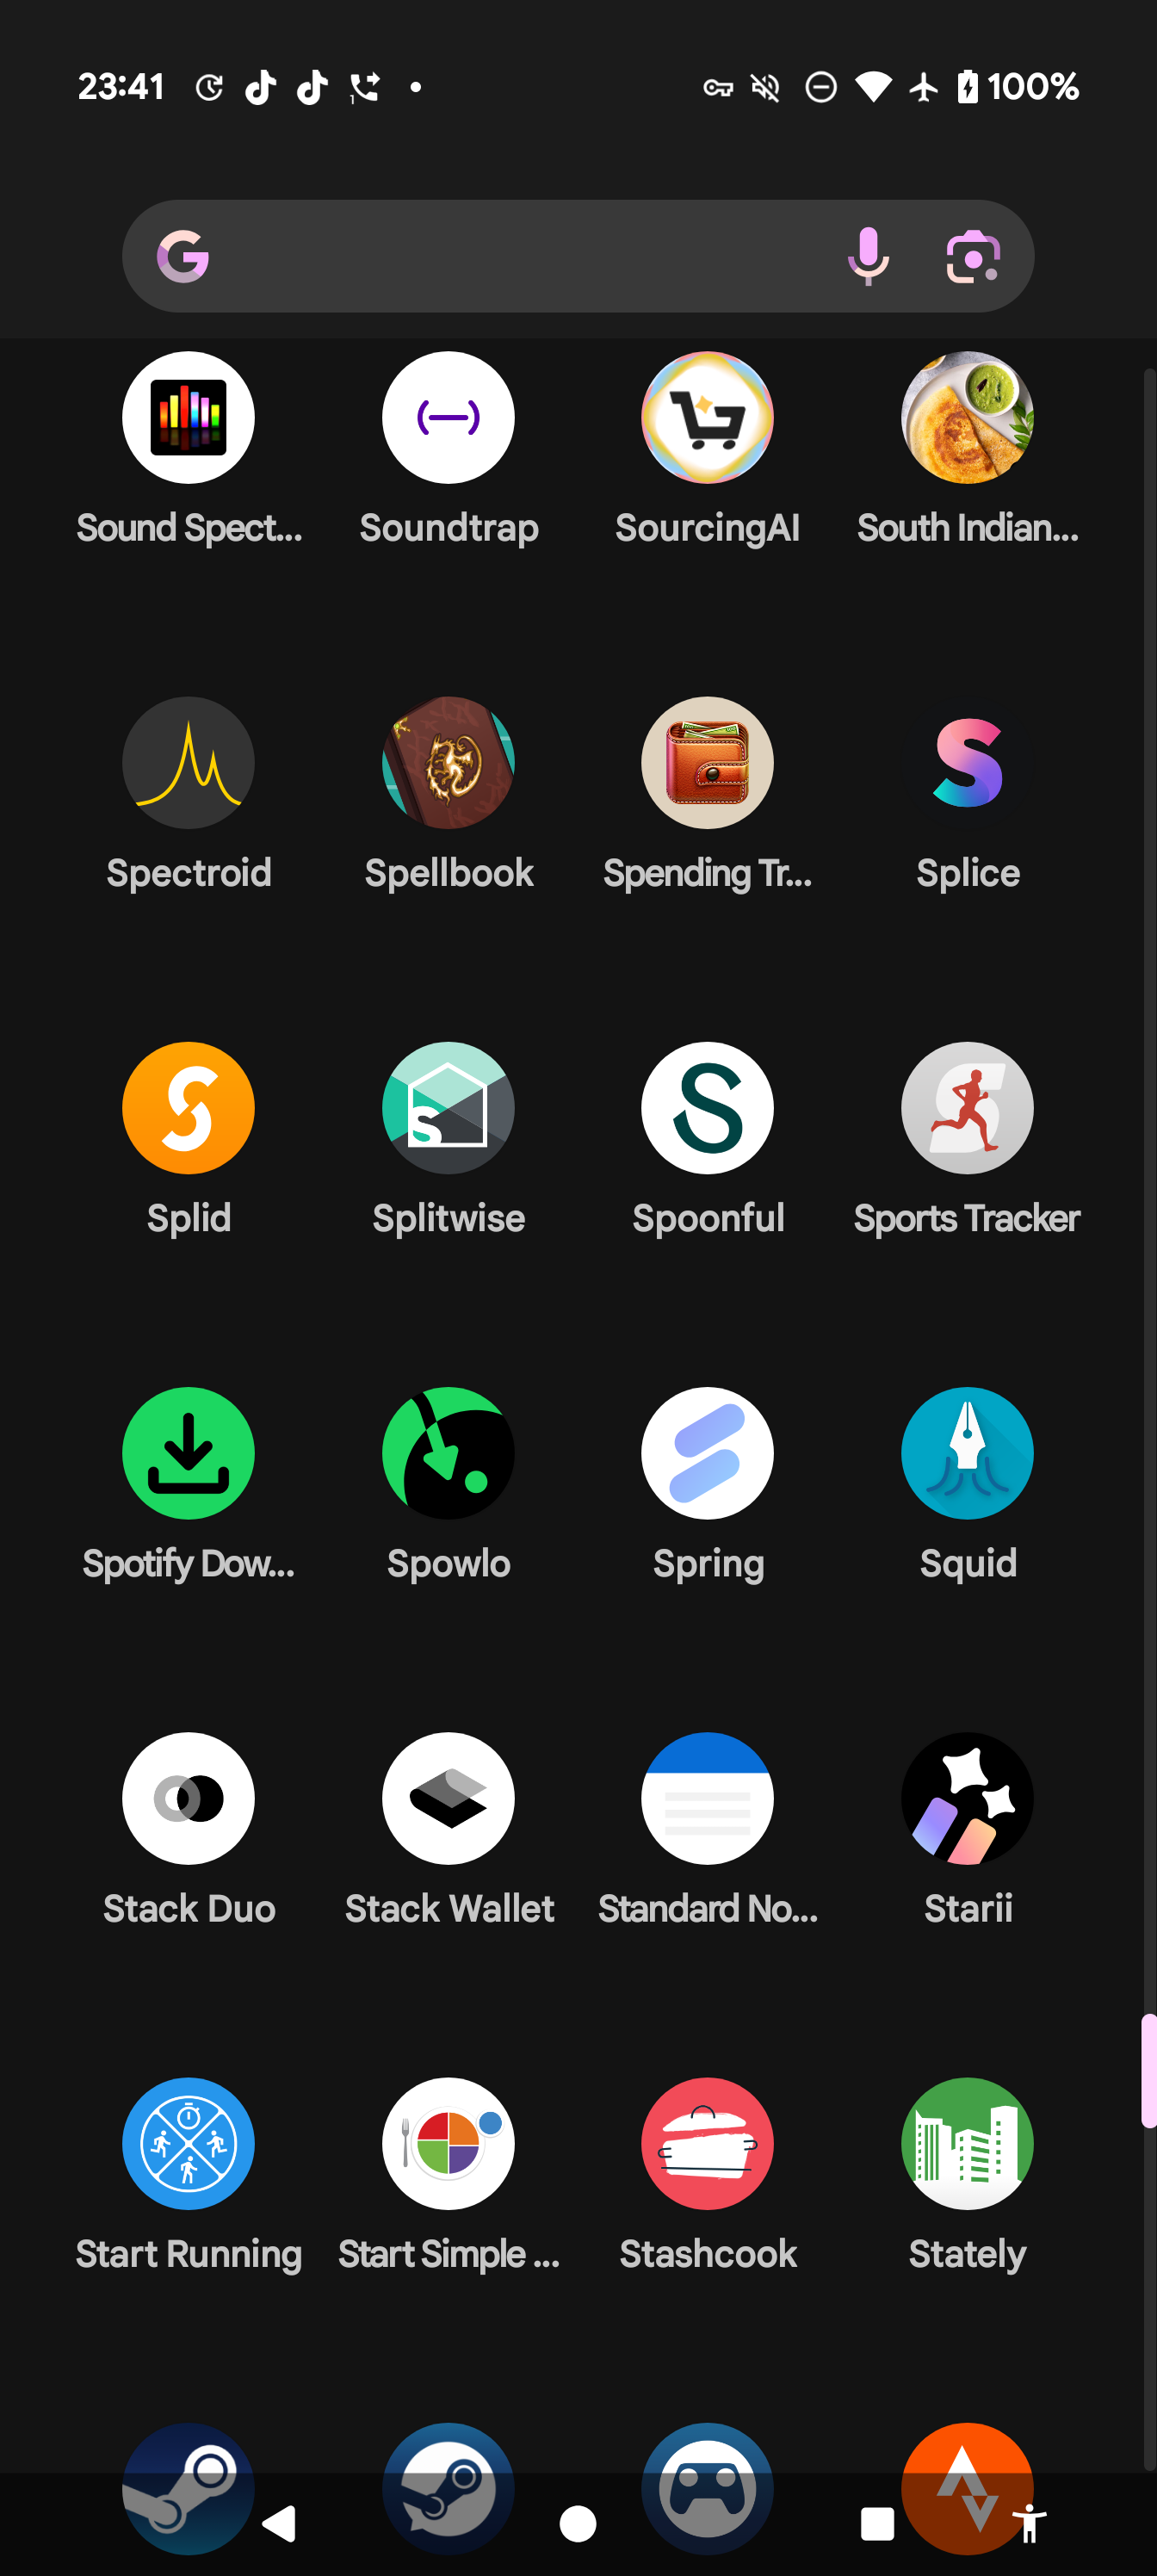 23:41 100%
Sound Spect... Soundtrap SourcingAI South Indian...
Spectroid Spellbook Spending Tr... Splice
Splid Splitwise Spoonful Sports Tracker
Spotify Dow... Spowlo Spring Squid
Stack Duo Stack Wallet Standard No... Starii
Start Running Start Simple ... Stashcook Stately